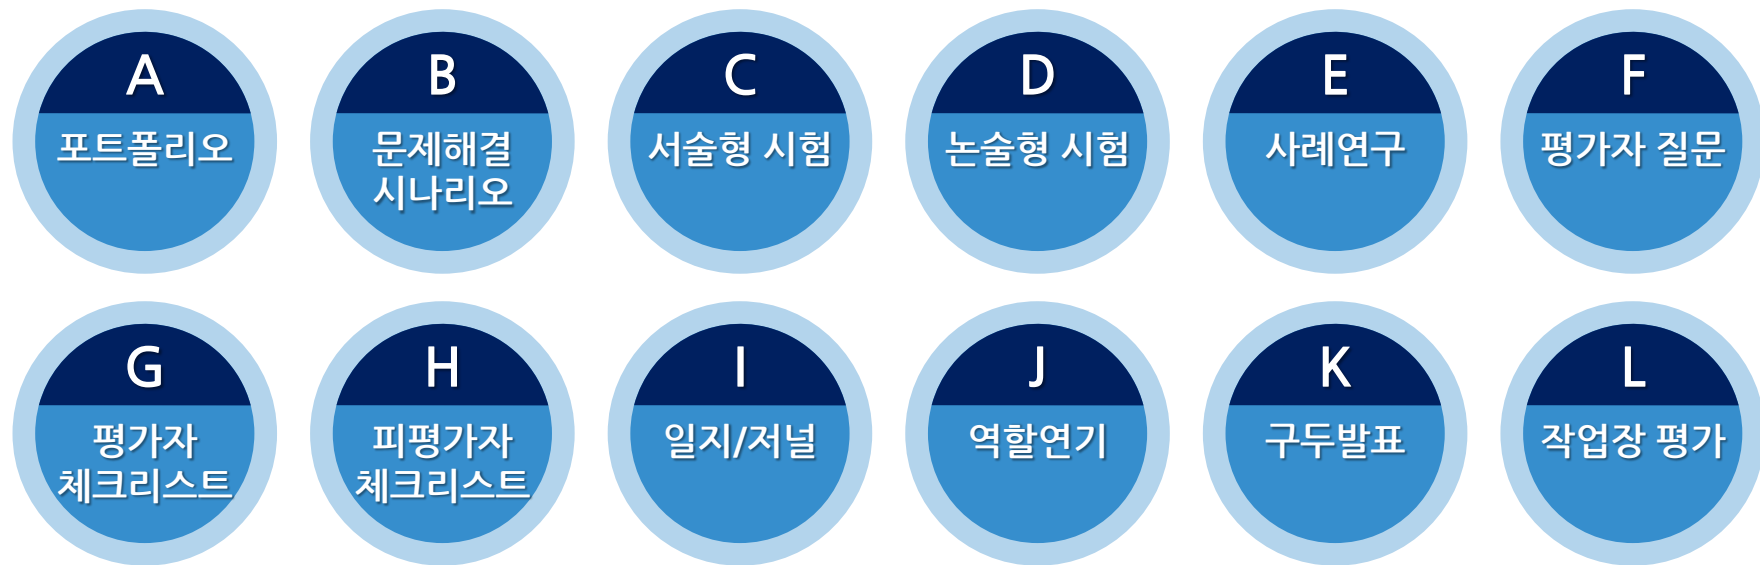 A
포트폴리오
B
문제해결
시나리오
C
서술형 시험
D
논술형 시험
E
사례연구
F
평가자 질문
G
평가자
체크리스트
H
피평가자
체크리스트
I
일지/저널
J
역할연기
K
구두발표
L
작업장 평가